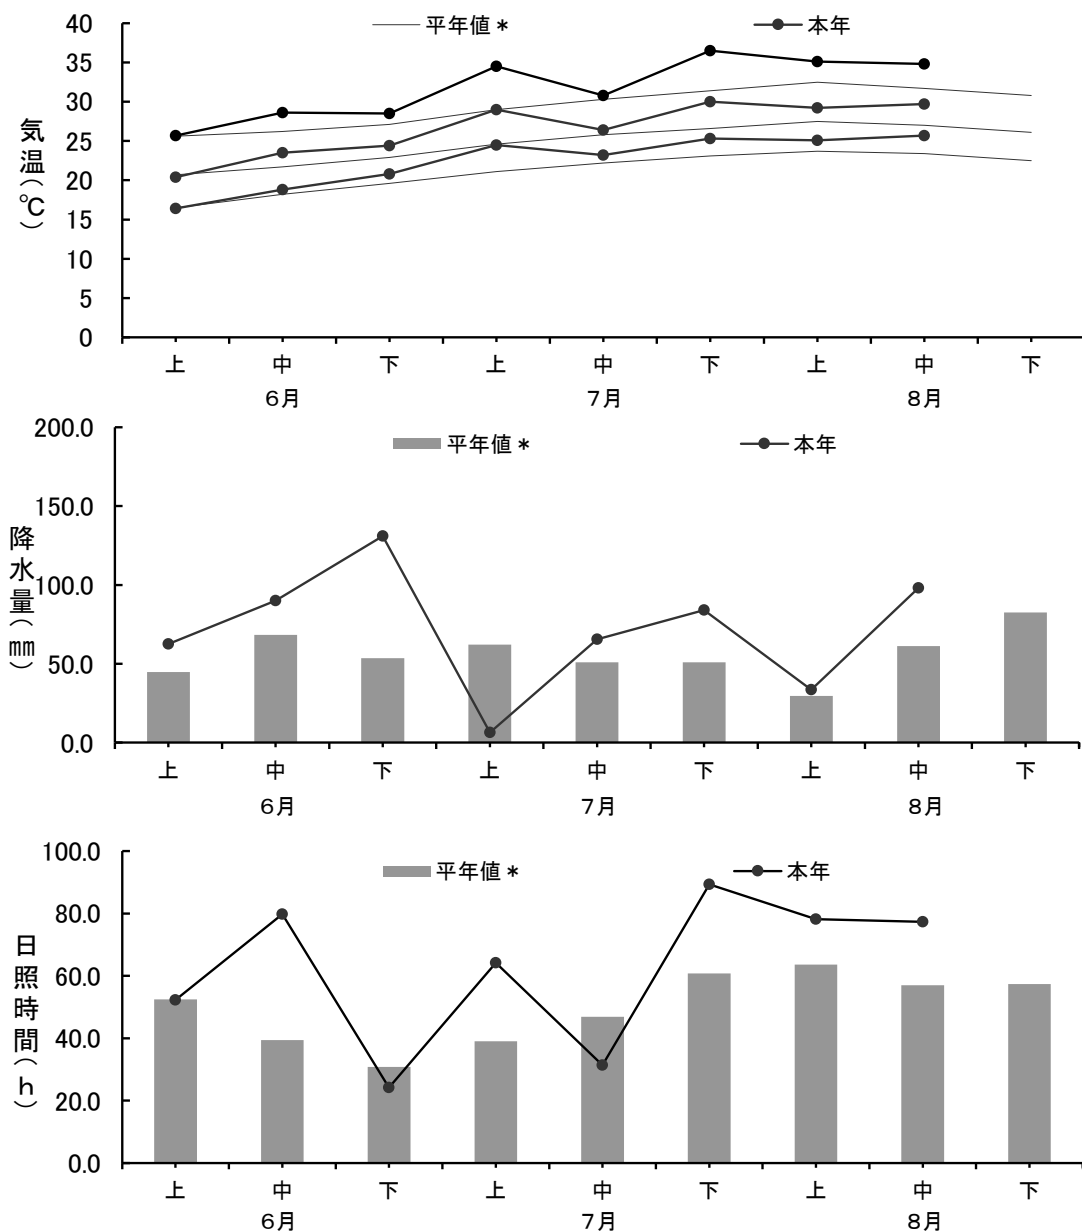 平年値＊ 本年
40
35
30
25
20
15
10
5
0
気温(℃)
上 中 下 上 中 下 上 中 下
6月 7月 8月
平年値＊ 本年
200.0
150.0
100.0
50.0
0.0
降水量(㎜)
上 中 下 上 中 下 上 中 下
6月 7月 8月
平年値＊ 本年
100.0
80.0
60.0
40.0
20.0
0.0
日照時間(h)
上 中 下 上 中 下 上 中 下
6月 7月 8月